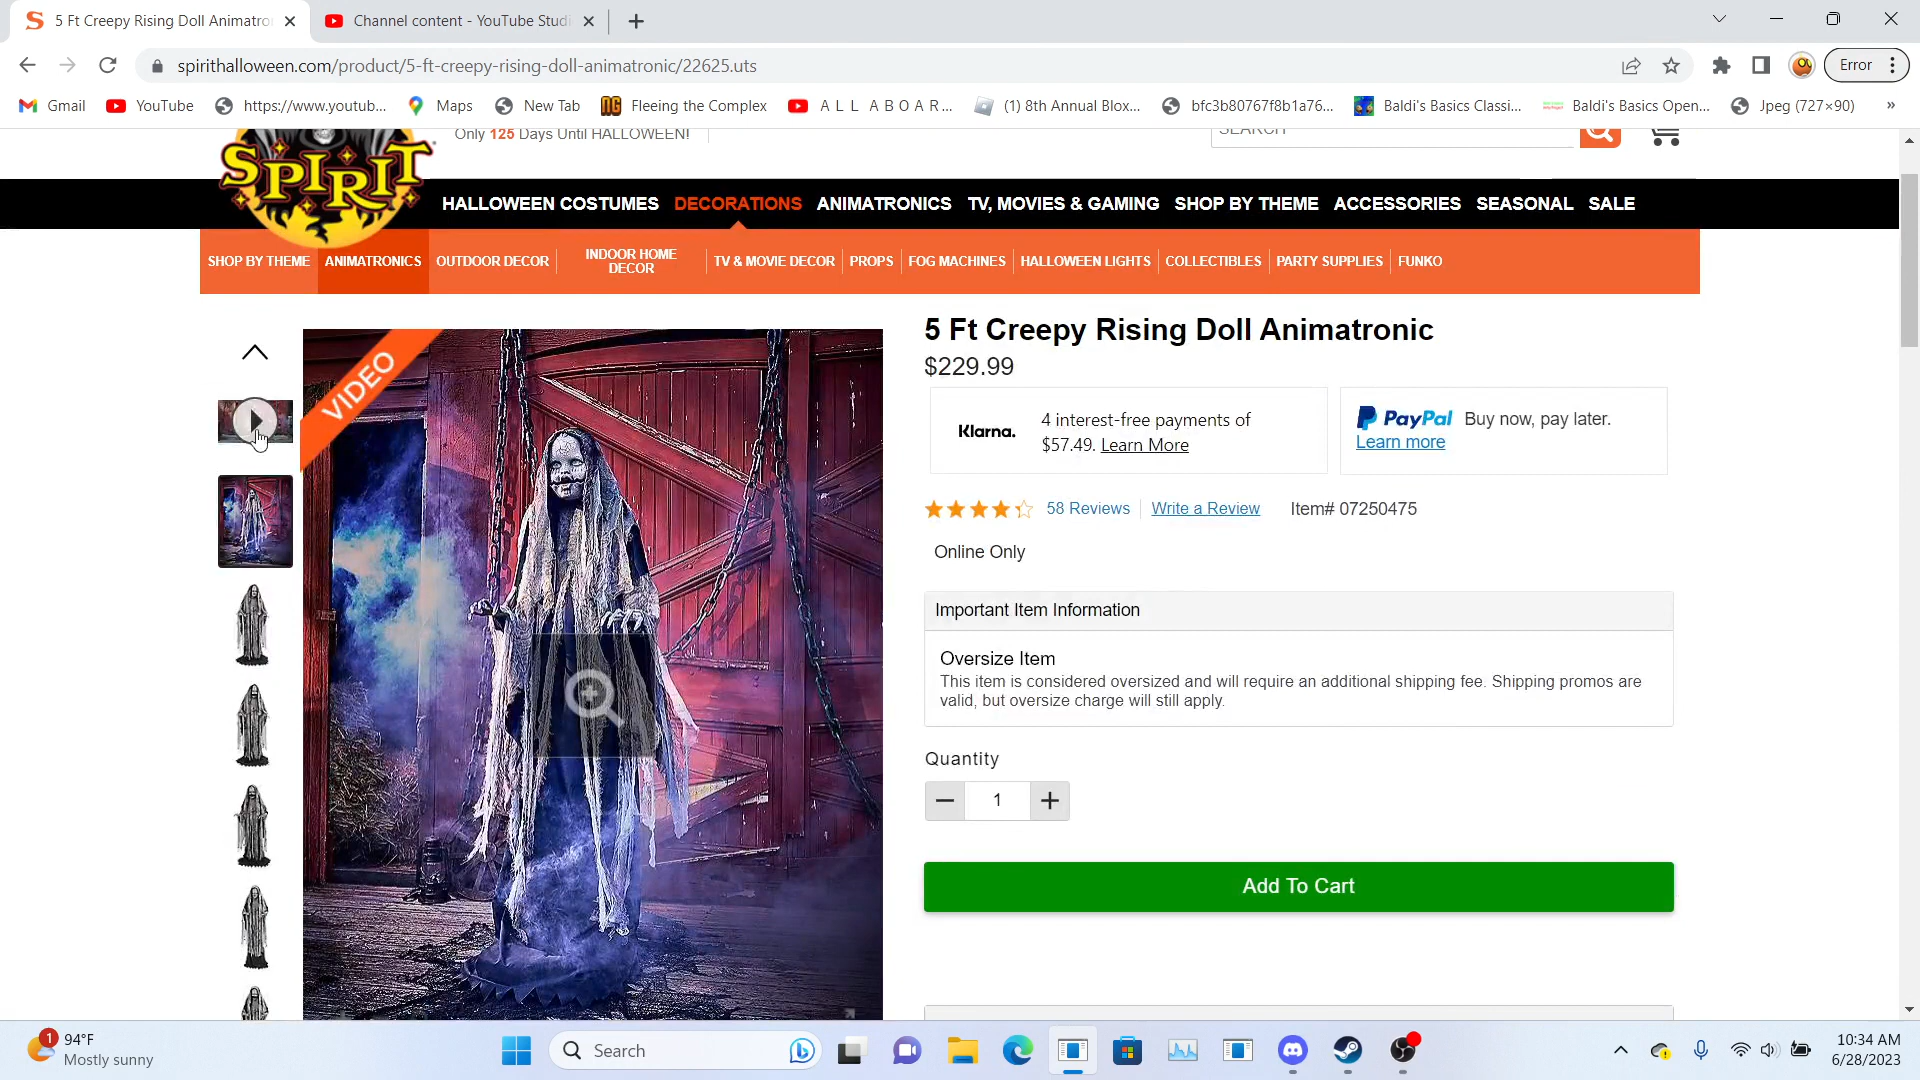 5 Ft Creepy Rising Doll Animatro
Channel content - YouTube Studi
spirithalloween.com/product/5-ft-creepy-rising-doll-animatronic/22625.uts
Error
Gmail
YouTube
https://www.youtub...
Maps
New Tab
Fleeing the Complex
A L L A B O A R...
(1) 8th Annual Blox...
bfc3b80767f8b1a76...
Baldi's Basics Classi...
Baldi's Basics Open...
Jpeg (727×90)
»
SPIRIT
Only 125 Days Until HALLOWEEN!
SEARCH
HALLOWEEN COSTUMES
DECORATIONS
ANIMATRONICS
TV, MOVIES & GAMING
SHOP BY THEME
ACCESSORIES
SEASONAL
SALE
SHOP BY THEME
ANIMATRONICS
OUTDOOR DECOR
INDOOR HOME
DECOR
TV & MOVIE DECOR
PROPS
FOG MACHINES
HALLOWEEN LIGHTS
COLLECTIBLES
PARTY SUPPLIES
FUNKO
VIDEO
5 Ft Creepy Rising Doll Animatronic
$229.99
Klarna.
4 interest-free payments of
$57.49. Learn More
PayPal Buy now, pay later.
Learn more
58 Reviews
Write a Review
Item# 07250475
Online Only
Important Item Information
Oversize Item
This item is considered oversized and will require an additional shipping fee. Shipping promos are
valid, but oversize charge will still apply.
Quantity
1
Add To Cart
1
94°F
Mostly sunny
Search
10:34 AM
6/28/2023